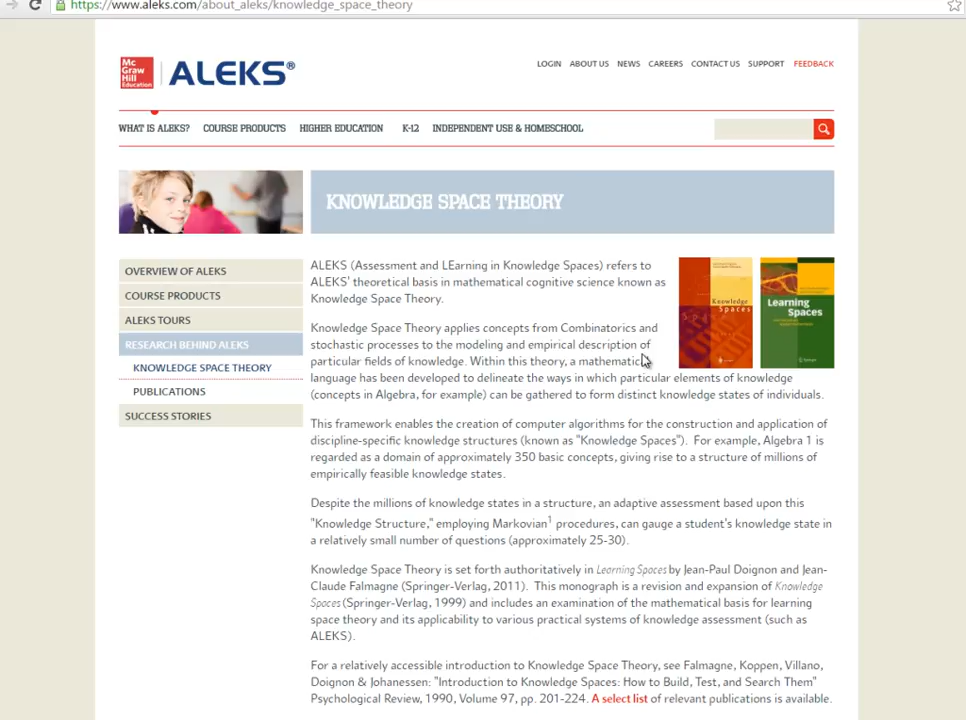 https://www.aleks.com/about_aleks/knowledge_space_theory
Mc
Graw
Hill
Education
ALEKS®
LOGIN ABOUT US NEWS CAREERS CONTACT US SUPPORT FEEDBACK
WHAT IS ALEKS? COURSE PRODUCTS HIGHER EDUCATION K-12 INDEPENDENT USE & HOMESCHOOL
KNOWLEDGE SPACE THEORY
OVERVIEW OF ALEKS
COURSE PRODUCTS
ALEKS TOURS
RESEARCH BEHIND ALEKS
KNOWLEDGE SPACE THEORY
PUBLICATIONS
SUCCESS STORIES
ALEKS (Assessment and LEarning in Knowledge Spaces) refers to
ALEKS' theoretical basis in mathematical cognitive science known as
Knowledge Space Theory.
Knowledge
Spaces
Learning
Spaces
Knowledge Space Theory applies concepts from Combinatorics and
stochastic processes to the modeling and empirical description of
particular fields of knowledge. Within this theory, a mathematical
language has been developed to delineate the ways in which particular elements of knowledge
(concepts in Algebra, for example) can be gathered to form distinct knowledge states of individuals.
This framework enables the creation of computer algorithms for the construction and application of
discipline-specific knowledge structures (known as "Knowledge Spaces"). For example, Algebra 1 is
regarded as a domain of approximately 350 basic concepts, giving rise to a structure of millions of
empirically feasible knowledge states.
Despite the millions of knowledge states in a structure, an adaptive assessment based upon this
"Knowledge Structure," employing Markovian1 procedures, can gauge a student's knowledge state in
a relatively small number of questions (approximately 25-30).
Knowledge Space Theory is set forth authoritatively in Learning Spaces by Jean-Paul Doignon and Jean-
Claude Falmagne (Springer-Verlag, 2011). This monograph is a revision and expansion of Knowledge
Spaces (Springer-Verlag, 1999) and includes an examination of the mathematical basis for learning
space theory and its applicability to various practical systems of knowledge assessment (such as
ALEKS).
For a relatively accessible introduction to Knowledge Space Theory, see Falmagne, Koppen, Villano,
Doignon & Johanessen: "Introduction to Knowledge Spaces: How to Build, Test, and Search Them"
Psychological Review, 1990, Volume 97, pp. 201-224. A select list of relevant publications is available.